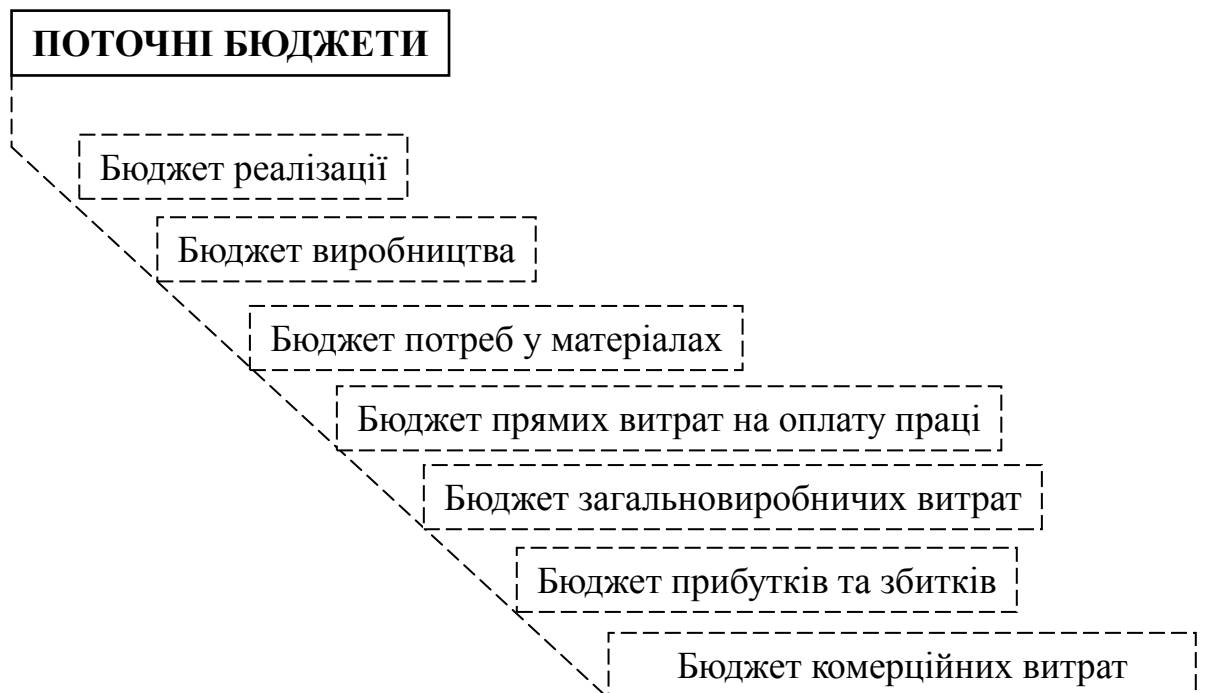 ПОТОЧНІ БЮДЖЕТИ
Бюджет реалізації
Бюджет виробництва
Бюджет потреб у матеріалах
Бюджет прямих витрат на оплату праці
Бюджет загальновиробничих витрат
Бюджет прибутків та збитків
Бюджет комерційних витрат